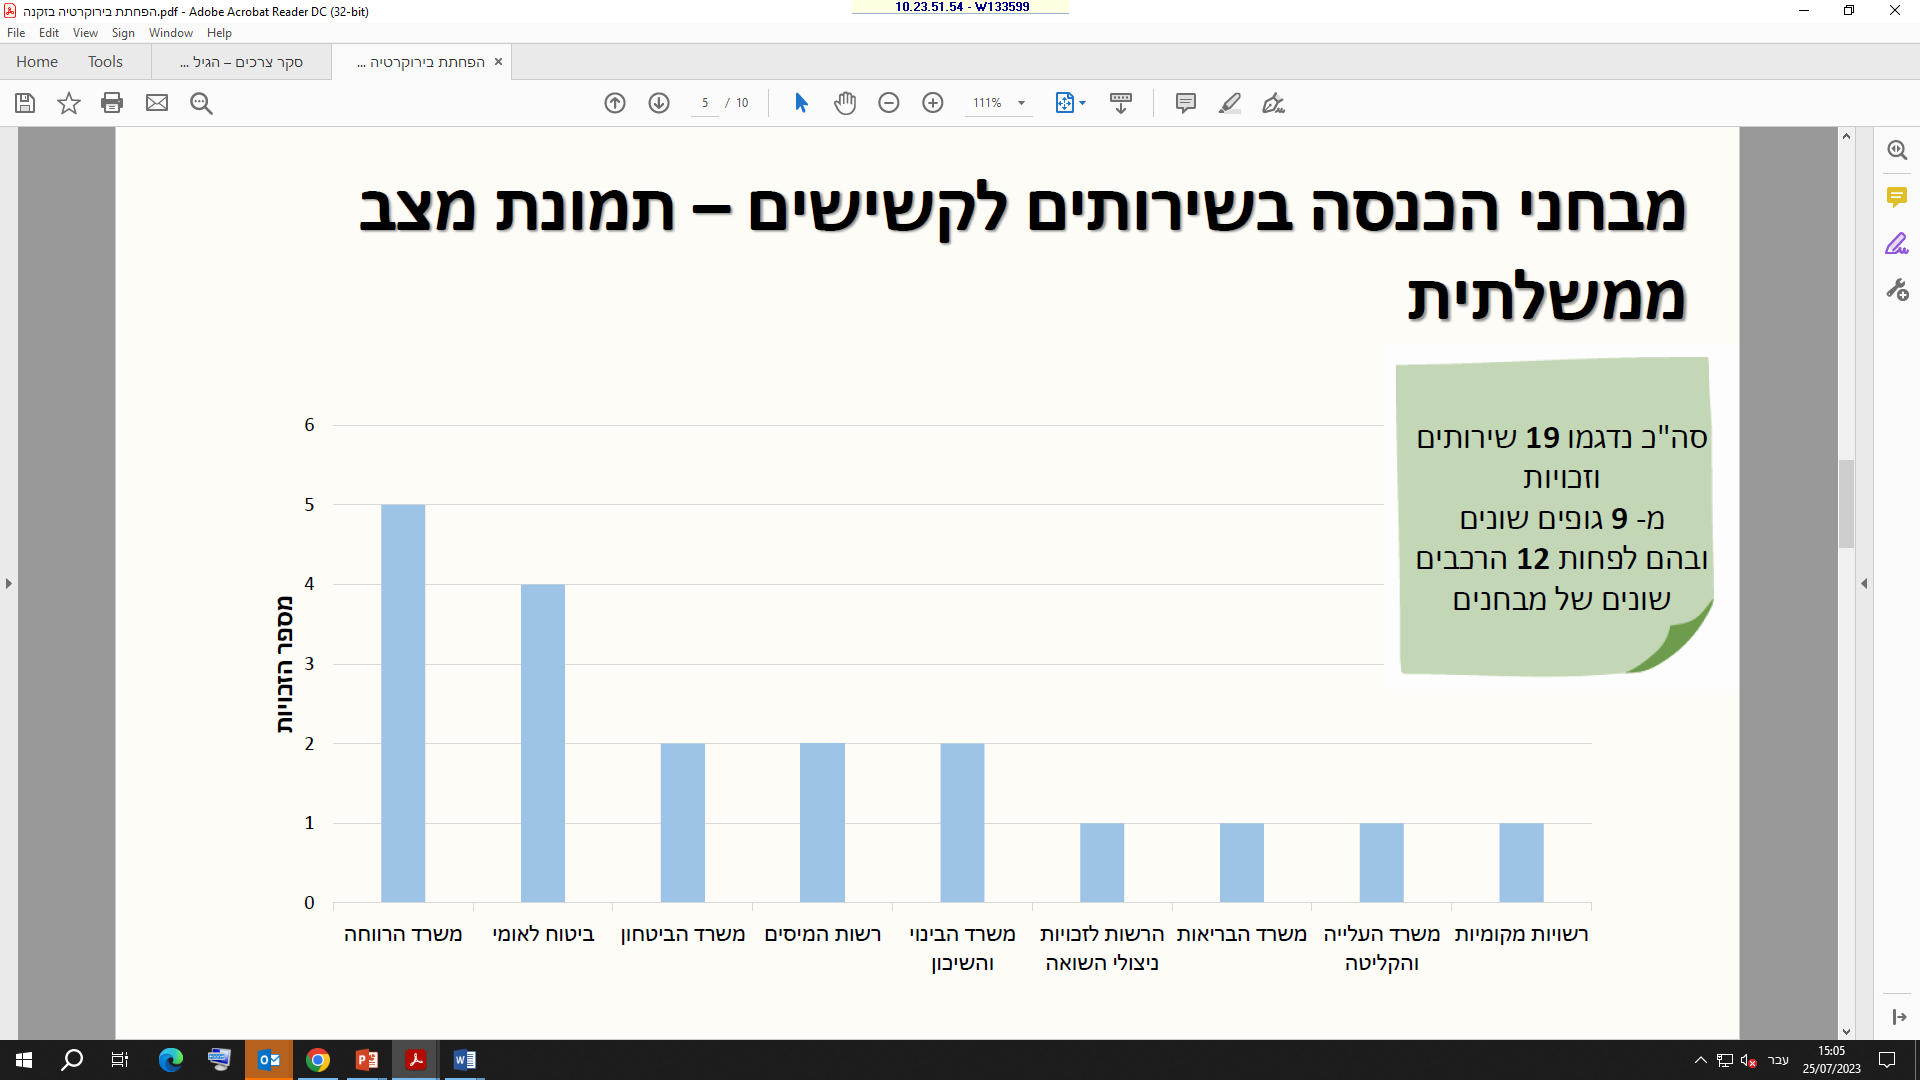 הפחתת בירוקרטיה בזקנה.pdf - Adobe Acrobat Reader DC (32-bit)
10.23.51.54 - W133599
File Edit View Sign Window Help
Home Tools סקר צרכים – הגיל ... הפחתת בירוקרטיה ... ×
5 / 10 111%
מבחני הכנסה בשירותים לקשישים – תמונת מצב
ממשלתית
סה"כ נדגמו 19 שירותים
וזכויות
מ- 9 גופים שונים
ובהם לפחות 12 הרכבים
שונים של מבחנים
מספר הזכויות
6
5
4
3
2
1
0
משרד הרווחה
ביטוח לאומי
משרד הביטחון
רשות המיסים
משרד הבינוי
והשיכון
הרשות לזכויות
ניצולי השואה
משרד הבריאות
משרד העלייה
והקליטה
רשויות מקומיות
עבר
15:05
25/07/2023